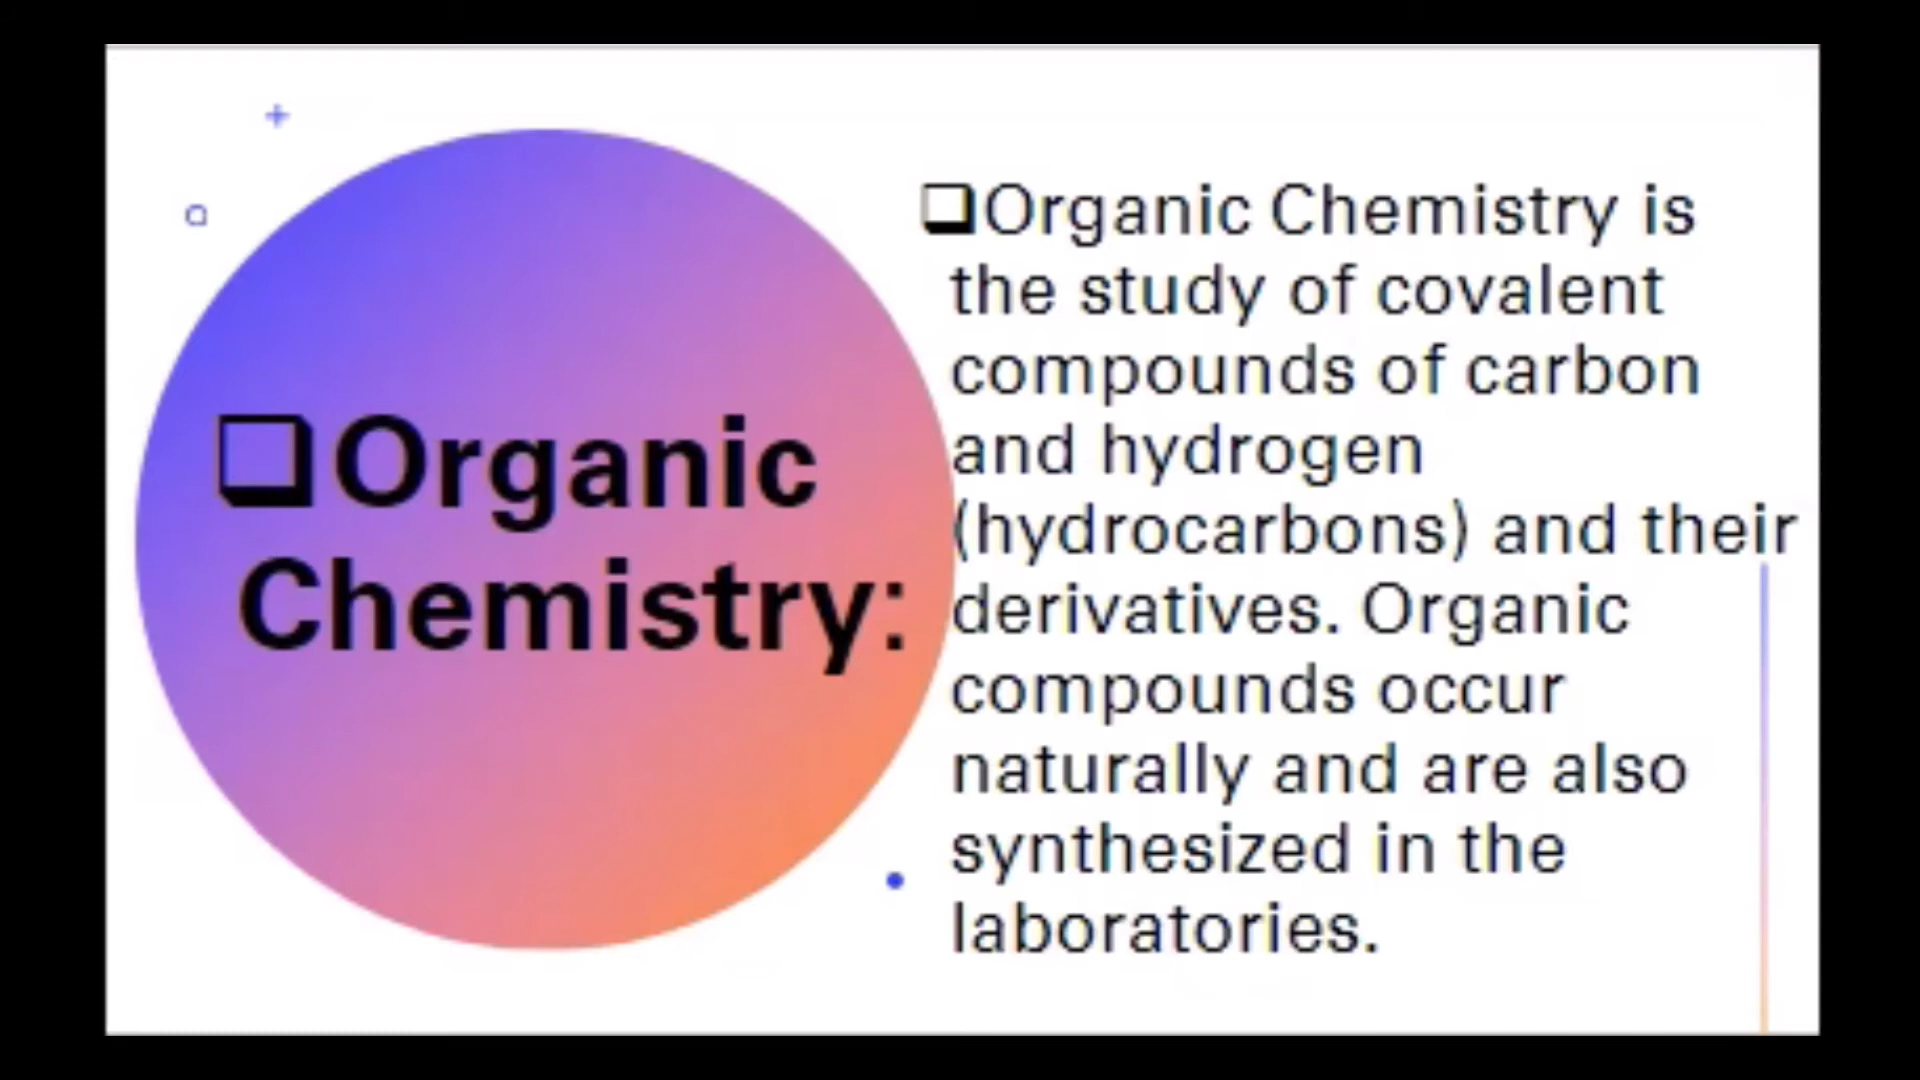 ❑Organic
Chemistry:
❑Organic Chemistry is
the study of covalent
compounds of carbon
and hydrogen
(hydrocarbons) and their
derivatives. Organic
compounds occur
naturally and are also
synthesized in the
laboratories.